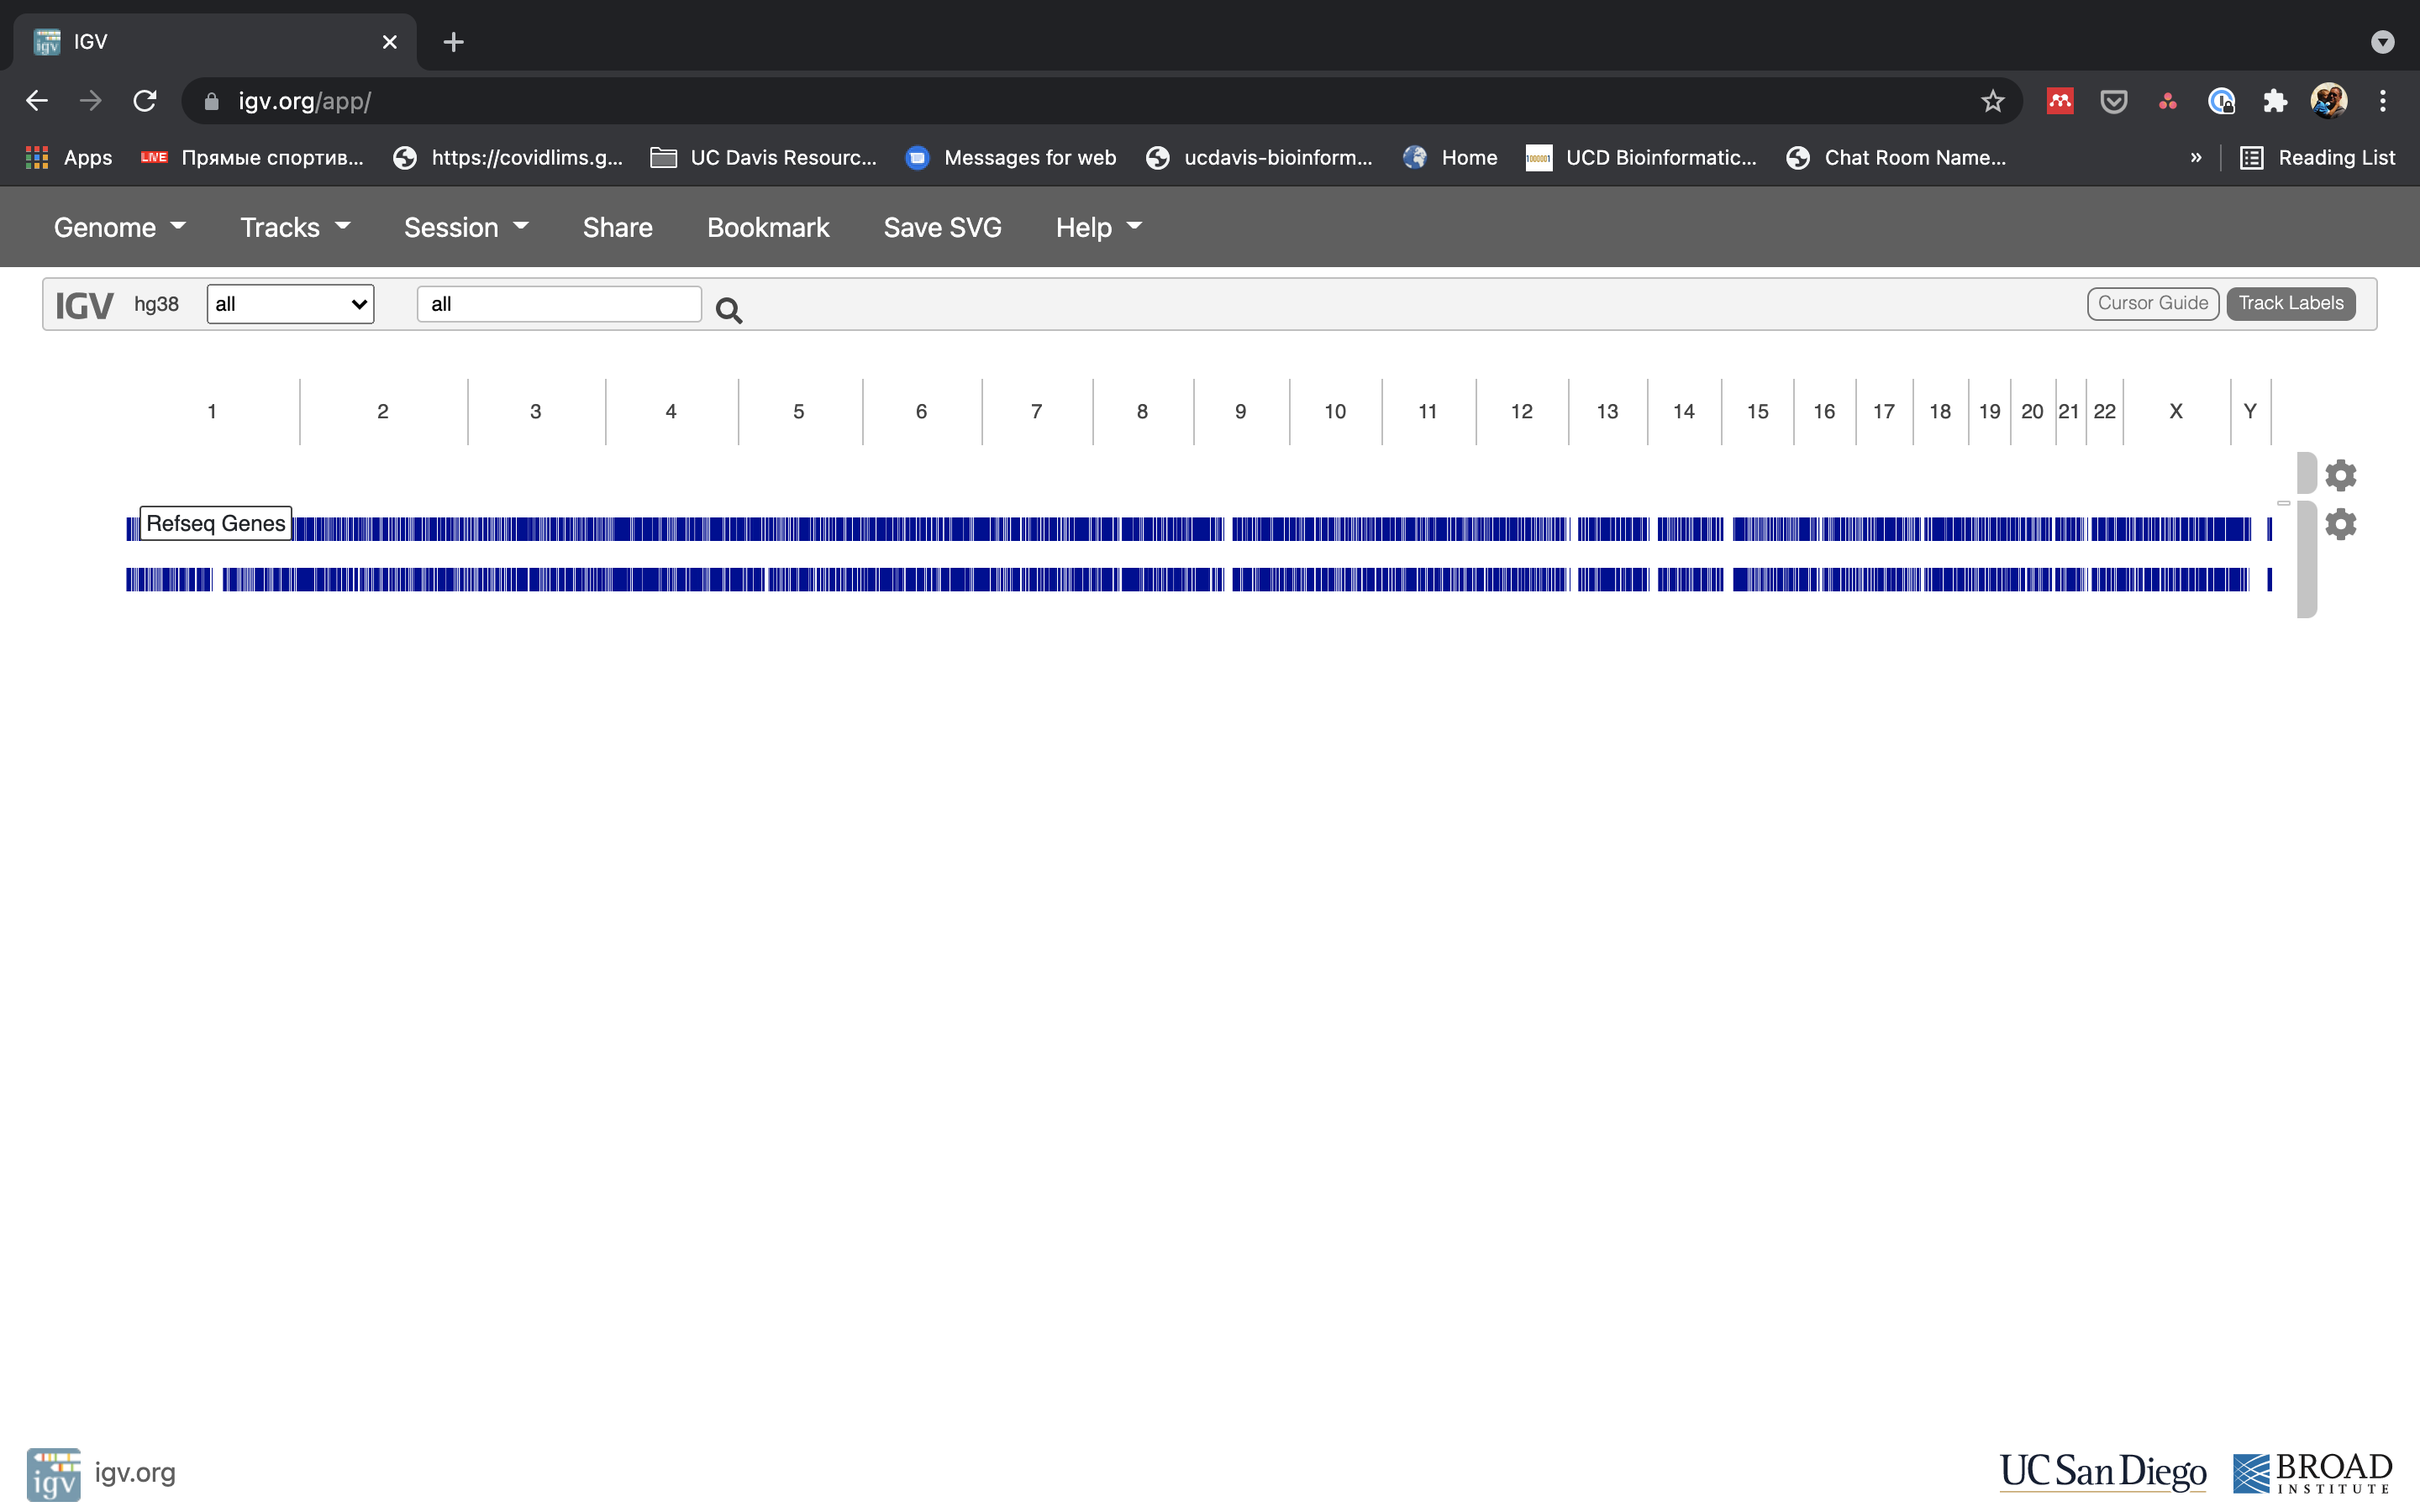 IGV
igv.org/app/
Apps LIVE Прямые спортив... https://covidlims.g... UC Davis Resourc... Messages for web ucdavis-bioinform... Home UCD Bioinformatic... Chat Room Name... » Reading List
Genome Tracks Session Share Bookmark Save SVG Help
IGV hg38 all all Cursor Guide Track Labels
1 2 3 4 5 6 7 8 9 10 11 12 13 14 15 16 17 18 19 20 21 22 X Y
Refseq Genes
igv igv.org UC San Diego BROAD
INSTITUTE